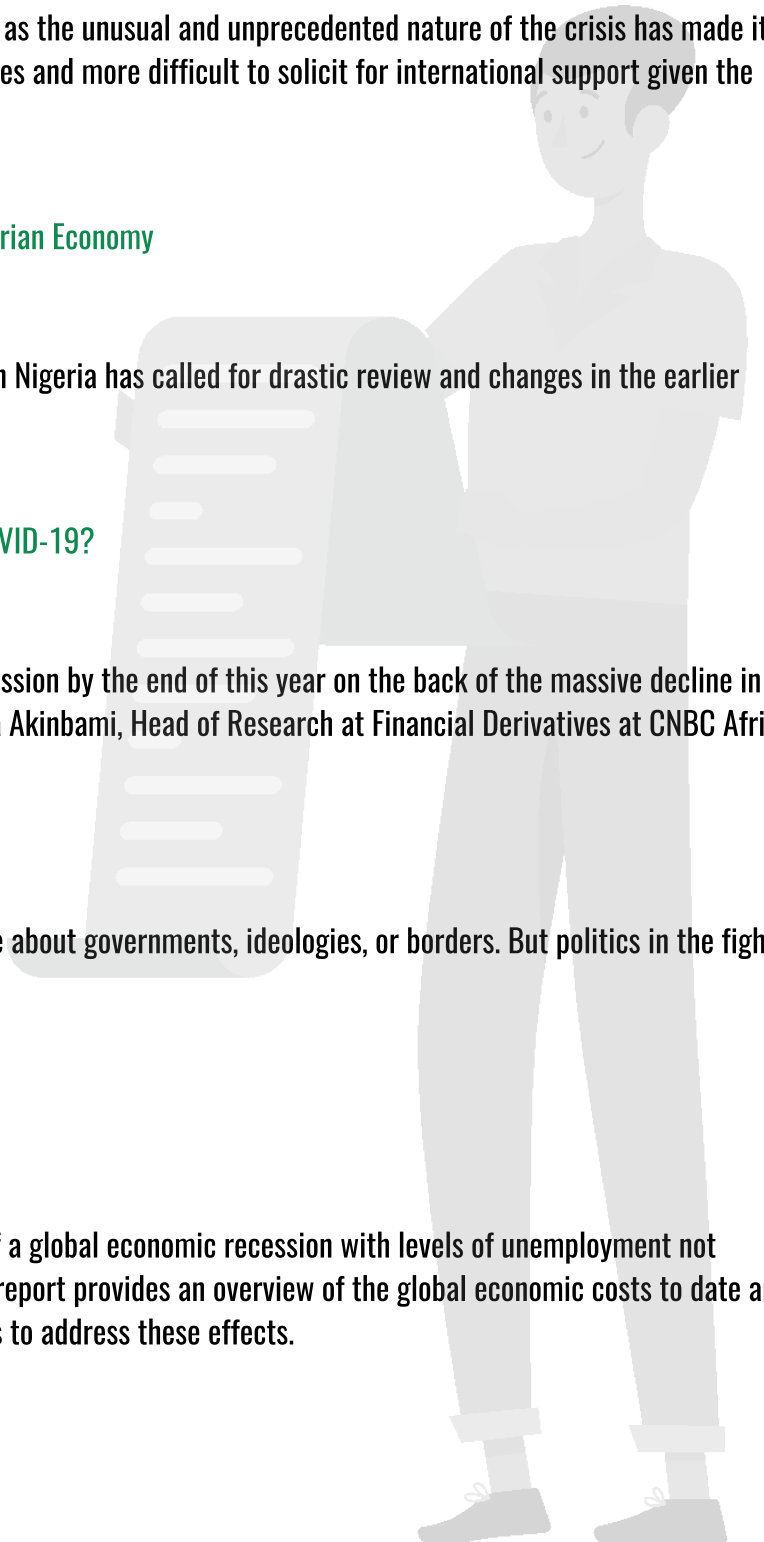 as the unusual and unprecedented nature of the crisis has made it
es and more difficult to solicit for international support given the
rian Economy
n Nigeria has called for drastic review and changes in the earlier
VID-19?
ssion by the end of this year on the back of the massive decline in
Akinbami, Head of Research at Financial Derivatives at CNBC Afri
e about governments, ideologies, or borders. But politics in the figh
f a global economic recession with levels of unemployment not
report provides an overview of the global economic costs to date a
s to address these effects.